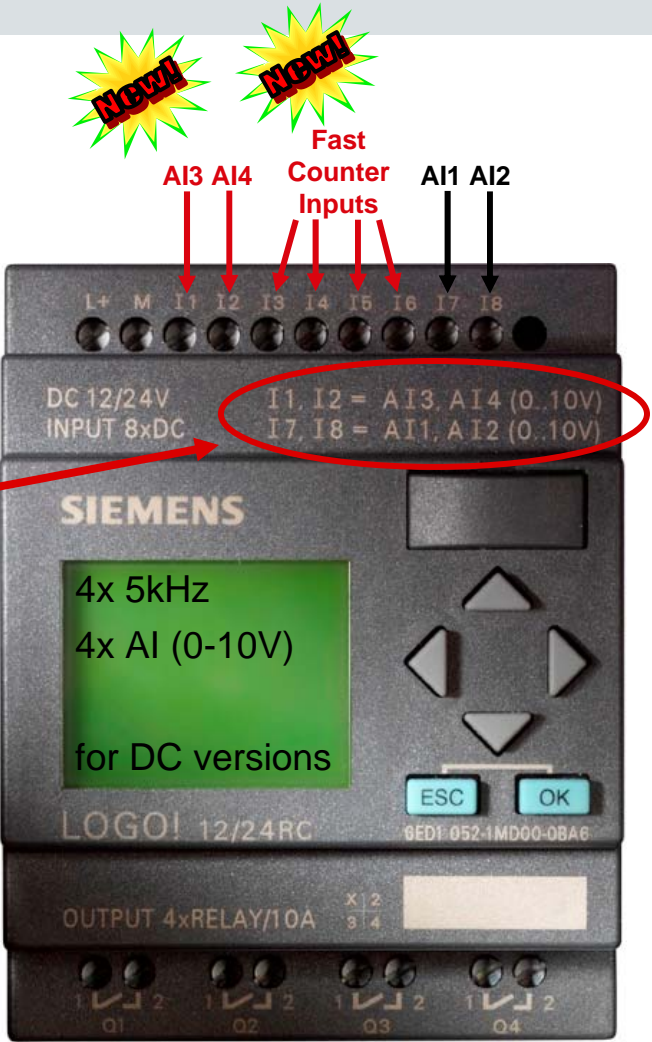 New! New!
Fast
Counter
Inputs
AI3 AI4
AI1 AI2
L+ M I1 I2 I3 I4 I5 I6 I7 I8
DC 12/24V
INPUT 8xDC
I1, I2 = AI3, AI4 (0..10V)
I7, I8 = AI1, AI2 (0..10V)
SIEMENS
4x 5kHz
4x AI (0-10V)
for DC versions
ESC OK
LOGO! 12/24RC
6ED1 052-1MD00-0BA6
OUTPUT 4xRELAY/10A
X 2
3 4
1 2 1 2 1 2 1 2
Q1 Q2 Q3 Q4